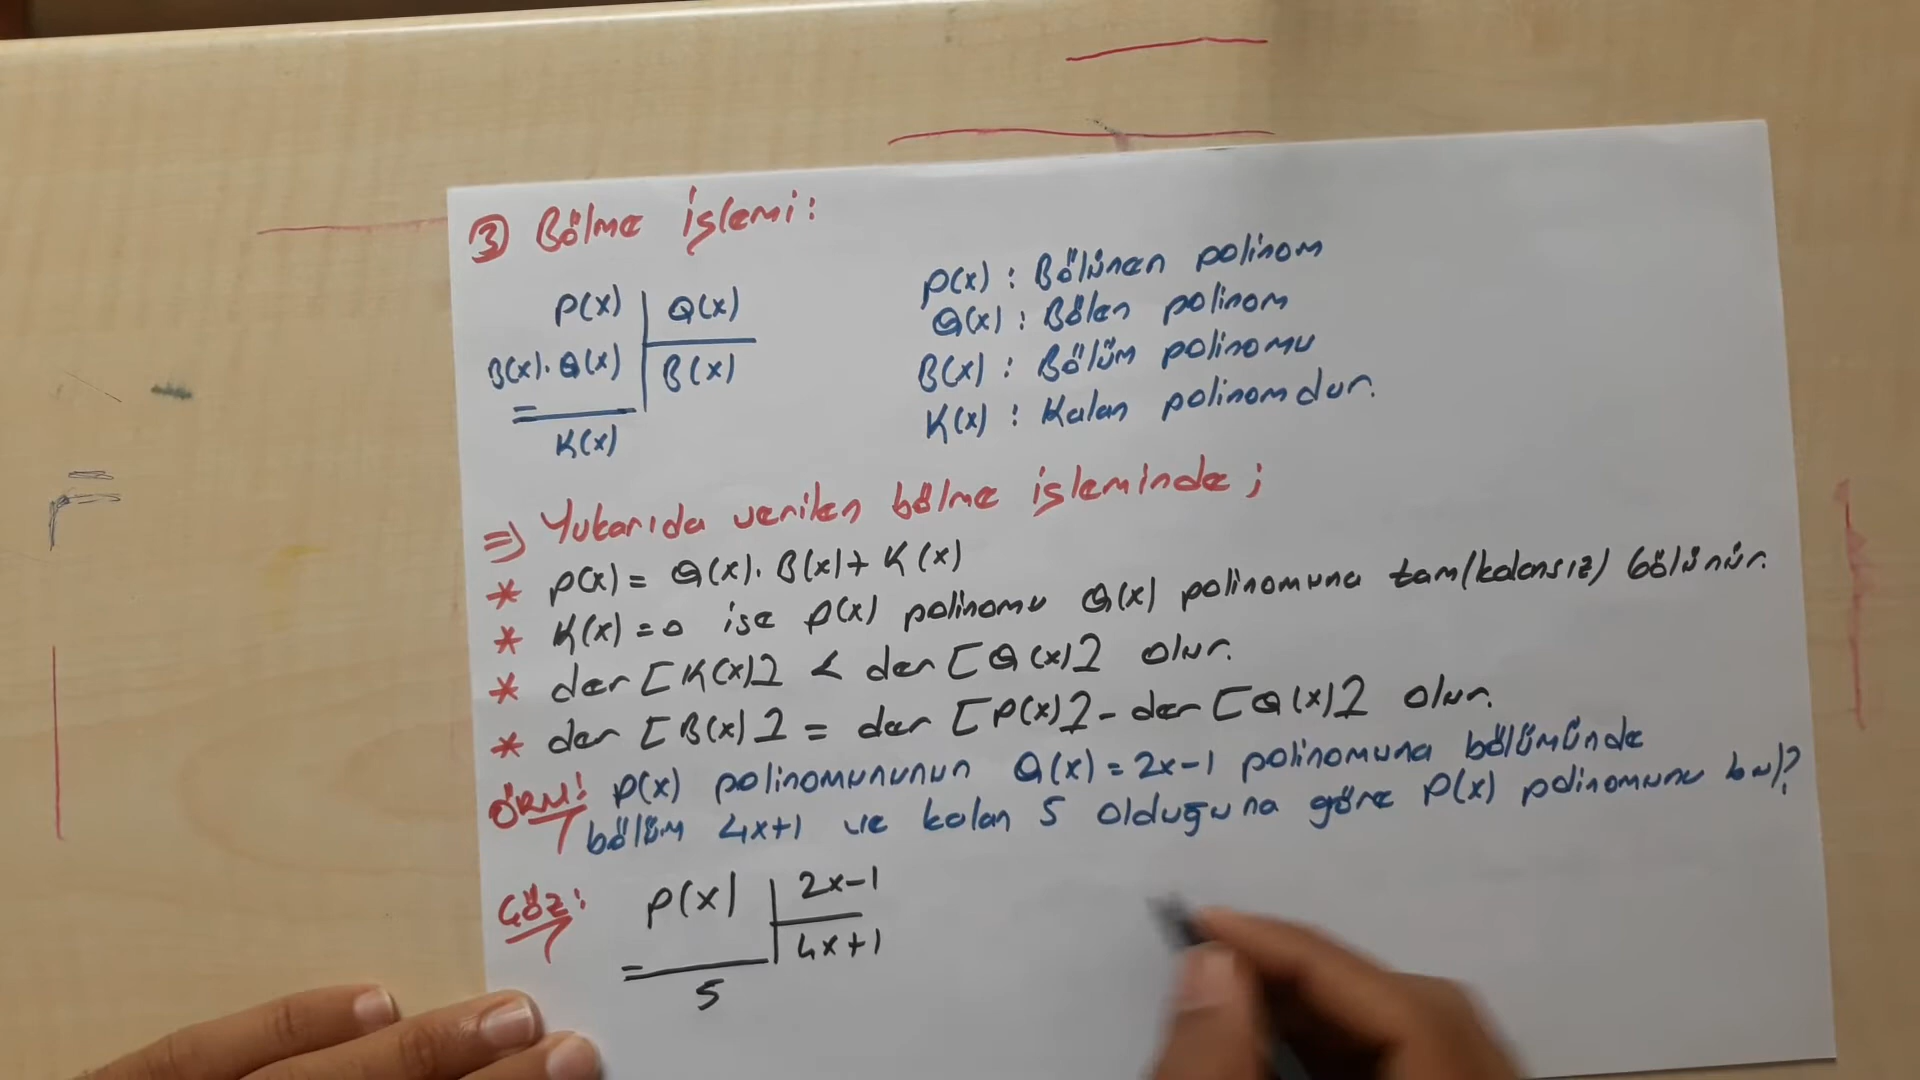 ③ Bölme işlemi:
P(x) | Q(x)
B(x).Q(x) | B(x)
=
K(x)
P(x) : Bölünen polinom
Q(x) : Bölen polinom
B(x) : Bölüm polinomu
K(x) : Kalan polinomdur.
⇒ Yukarıda verilen bölme işleminde;
* P(x) = Q(x). B(x) + K(x)
* K(x) = 0 ise P(x) polinomu Q(x) polinomuna tam(kalansız) bölünür.
* der [K(x)] < der [Q(x)] olur.
* der [B(x)] = der [P(x)] - der [Q(x)] olur.
ÖRN! P(x) polinomununun Q(x) = 2x-1 polinomuna bölümünde
bölüm 4x+1 ve kalan 5 olduğuna göre P(x) polinomunu bul?
Çöz: P(x) | 2x-1
4x+1
=
5